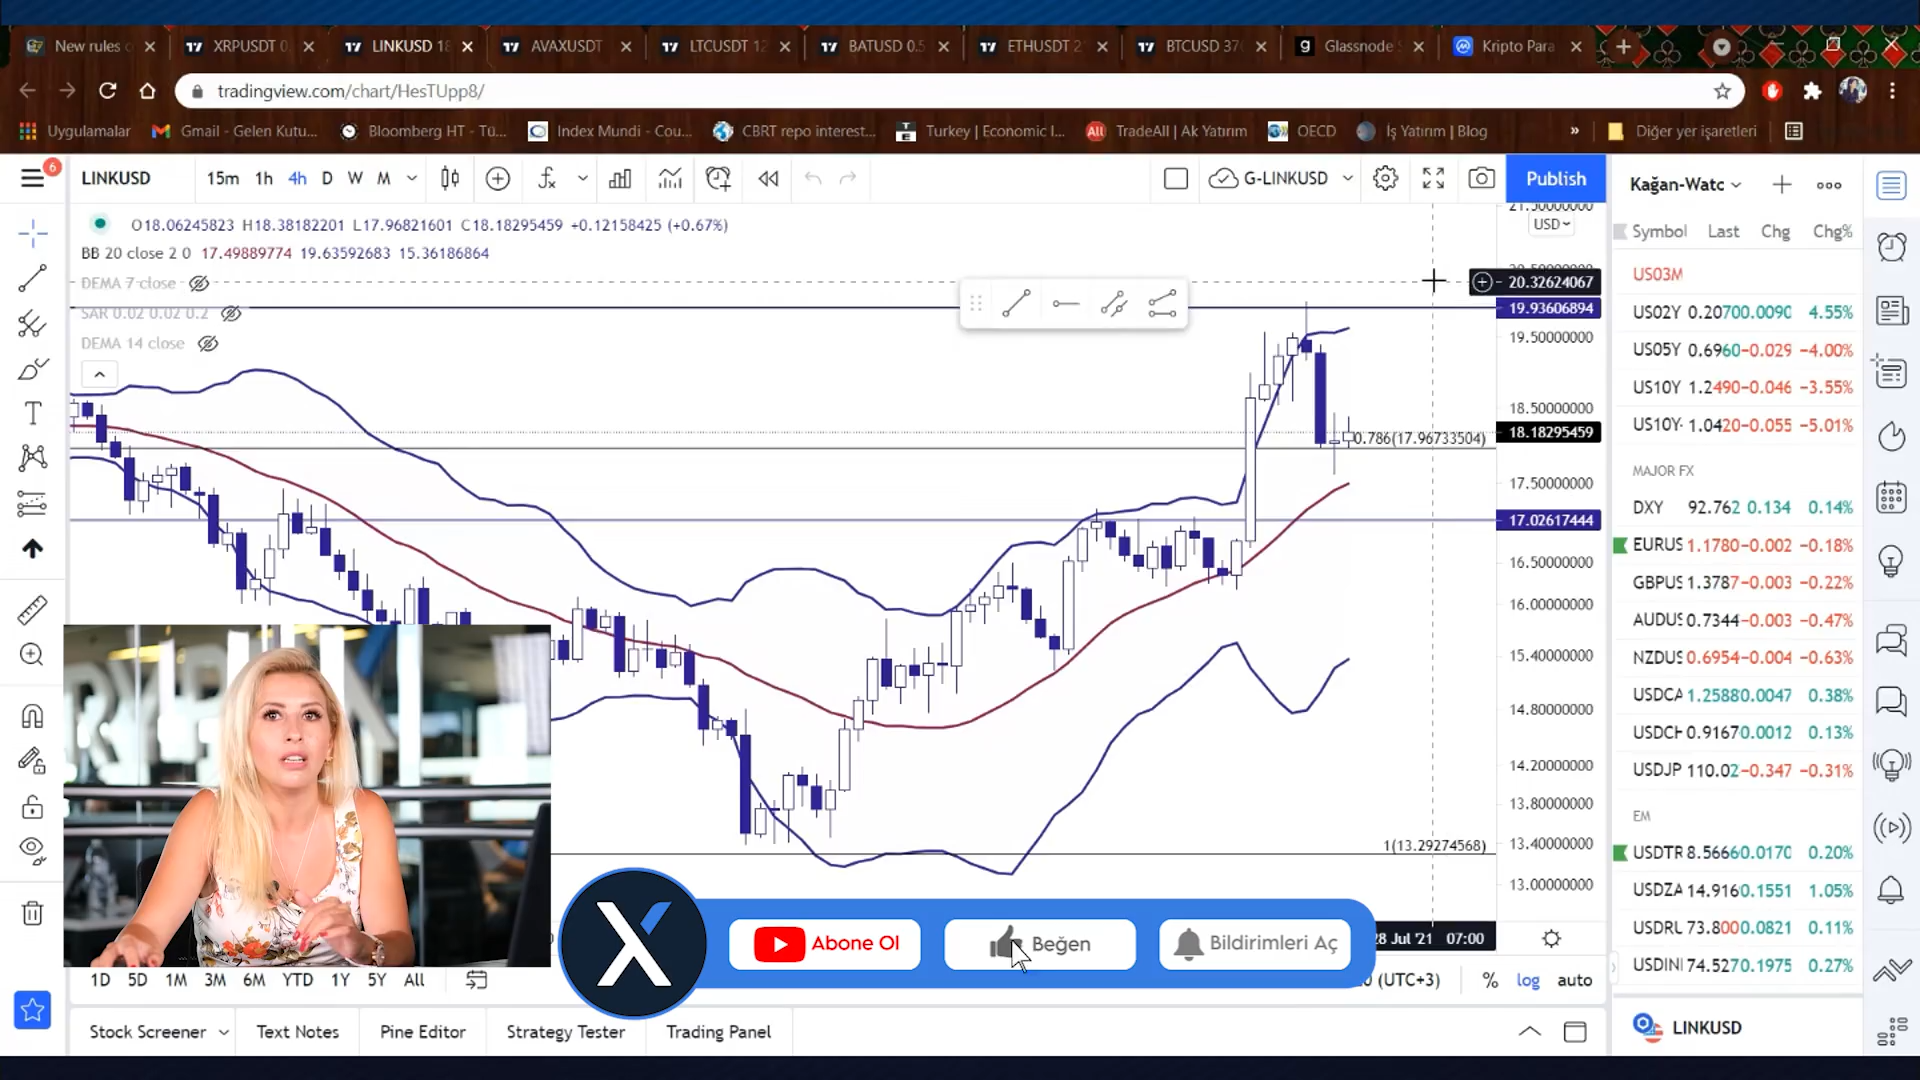 New rules
XRPUSDT 0.
LINKUSD 18
AVAXUSDT
LTCUSDT 12
BATUSD 0.5
ETHUSDT 2
BTCUSD 370
Glassnode
Kripto Para
tradingview.com/chart/HesTUpp8/
Uygulamalar
Gmail - Gelen Kutu...
Bloomberg HT - Tü...
Index Mundi - Cou...
CBRT repo interest...
Turkey | Economic I...
TradeAll | Ak Yatırım
OECD
İş Yatırım | Blog
»
Diğer yer işaretleri
6
LINKUSD
15m 1h 4h D W M
G-LINKUSD
Publish
Kağan-Watc
O18.06245823 H18.38182201 L17.96821601 C18.18295459 +0.12158425 (+0.67%)
BB 20 close 2 0 17.49889774 19.63592683 15.36186864
DEMA 7 close
SAR 0.02 0.02 0.2
DEMA 14 close
21.50000000
USD
20.32624067
19.93606894
19.50000000
18.50000000
18.18295459
0.786(17.96733504)
17.50000000
17.02617444
16.50000000
16.00000000
15.40000000
14.80000000
14.20000000
13.80000000
1(13.29274568)
13.40000000
13.00000000
28 Jul '21 07:00
Symbol Last Chg Chg%
US03M
US02Y 0.20700.0090 4.55%
US05Y 0.6960-0.029 -4.00%
US10Y 1.2490-0.046 -3.55%
US10Y- 1.0420-0.055 -5.01%
MAJOR FX
DXY 92.762 0.134 0.14%
EURUS 1.1780-0.002 -0.18%
GBPUS 1.3787-0.003 -0.22%
AUDUS 0.7344-0.003 -0.47%
NZDUS 0.6954-0.004 -0.63%
USDCA 1.25880.0047 0.38%
USDCH 0.91670.0012 0.13%
USDJP 110.02-0.347 -0.31%
EM
USDTR 8.56660.0170 0.20%
USDZA 14.9160.1551 1.05%
USDRU 73.8000.0821 0.11%
USDINI 74.5270.1975 0.27%
LINKUSD
X
Abone Ol
Beğen
Bildirimleri Aç
1D 5D 1M 3M 6M YTD 1Y 5Y All
(UTC+3)
% log auto
Stock Screener
Text Notes
Pine Editor
Strategy Tester
Trading Panel